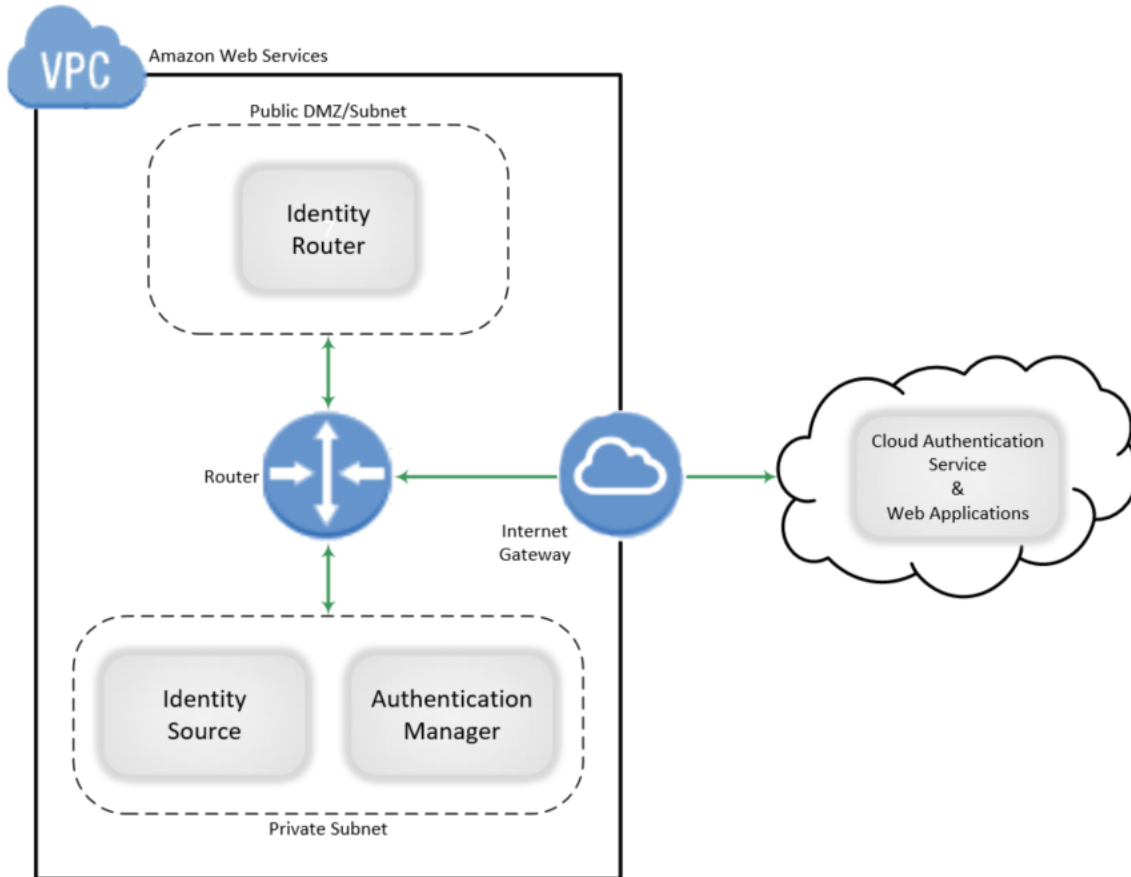 VPC
Amazon Web Services
Public DMZ/Subnet
Identity
Router
Router
Internet
Gateway
Cloud Authentication
Service
&
Web Applications
Identity
Source
Authentication
Manager
Private Subnet